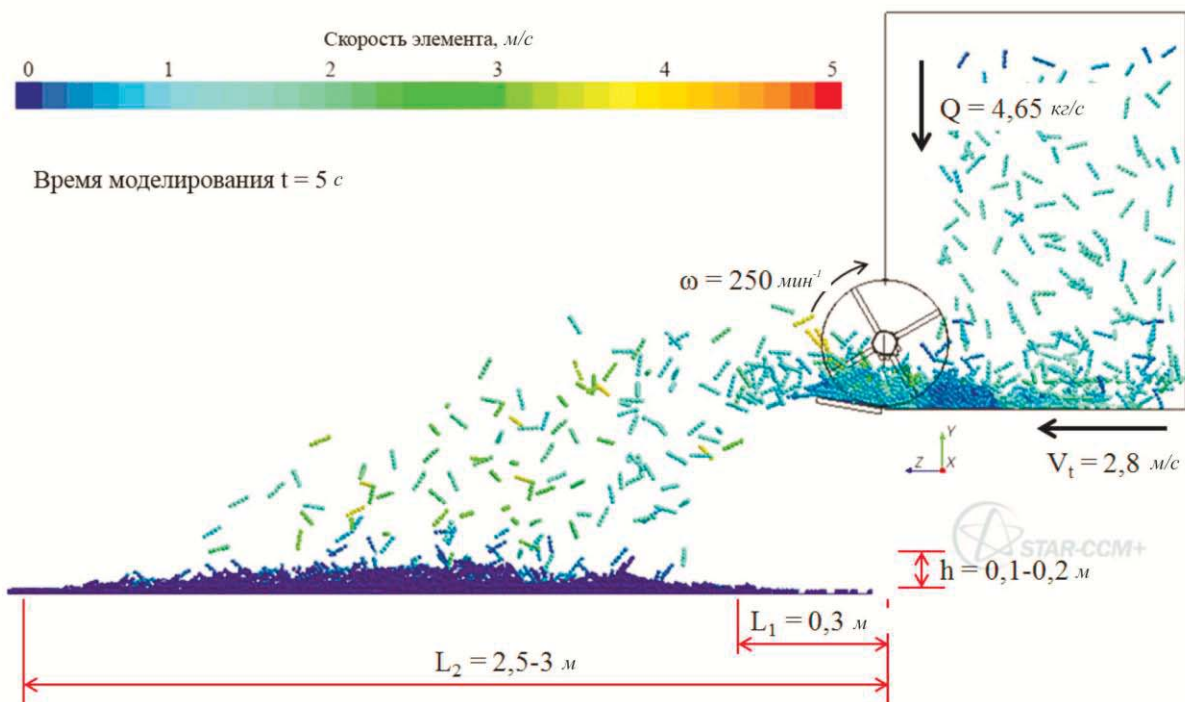 Скорость элемента, м/с
0 1 2 3 4 5
Время моделирования t = 5 с
Q = 4,65 кг/с
ω = 250 мин⁻¹
Y
Z X
Vₜ = 2,8 м/с
STAR-CCM+
h = 0,1-0,2 м
L₁ = 0,3 м
L₂ = 2,5-3 м